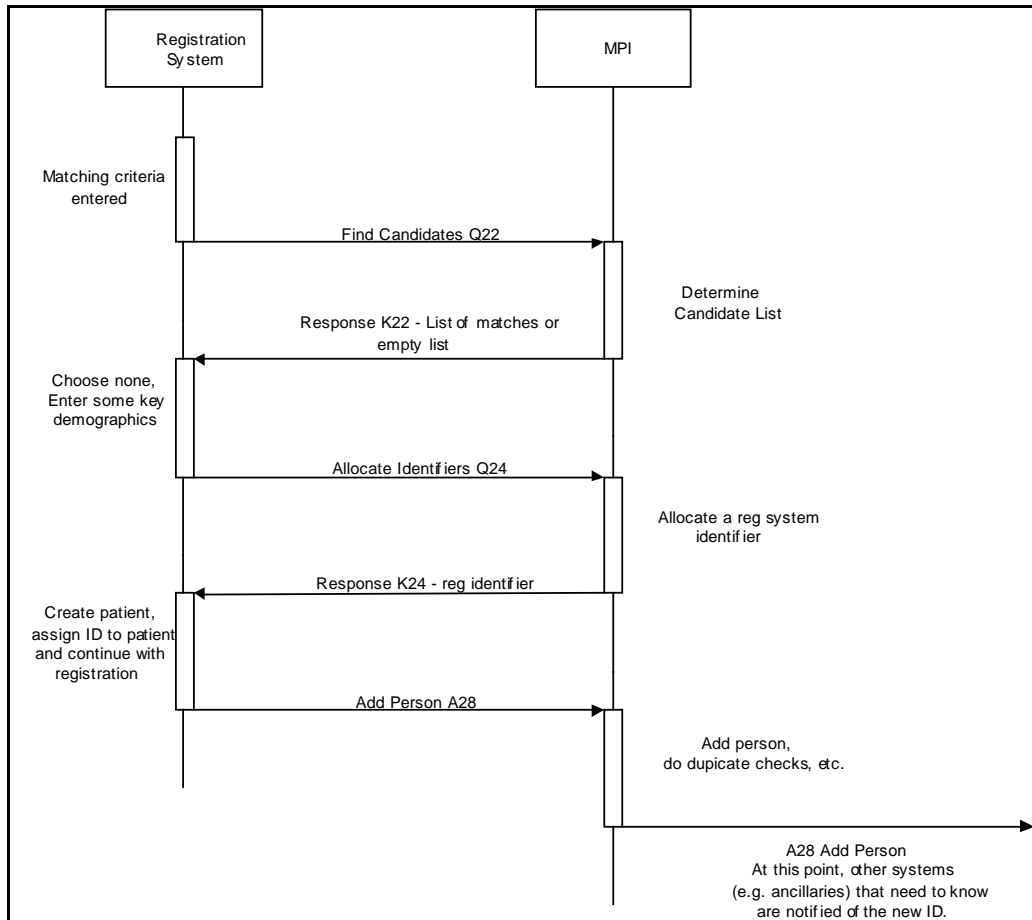 Registration
System
MPI
Matching criteria
entered
Find Candidates Q22
Determine
Candidate List
Response K22 - List of matches or
empty list
Choose none,
Enter some key
demographics
Allocate Identifiers Q24
Allocate a reg system
identifier
Response K24 - reg identifier
Create patient,
assign ID to patient
and continue with
registration
Add Person A28
Add person,
do dupicate checks, etc.
A28 Add Person
At this point, other systems
(e.g. ancillaries) that need to know
are notified of the new ID.